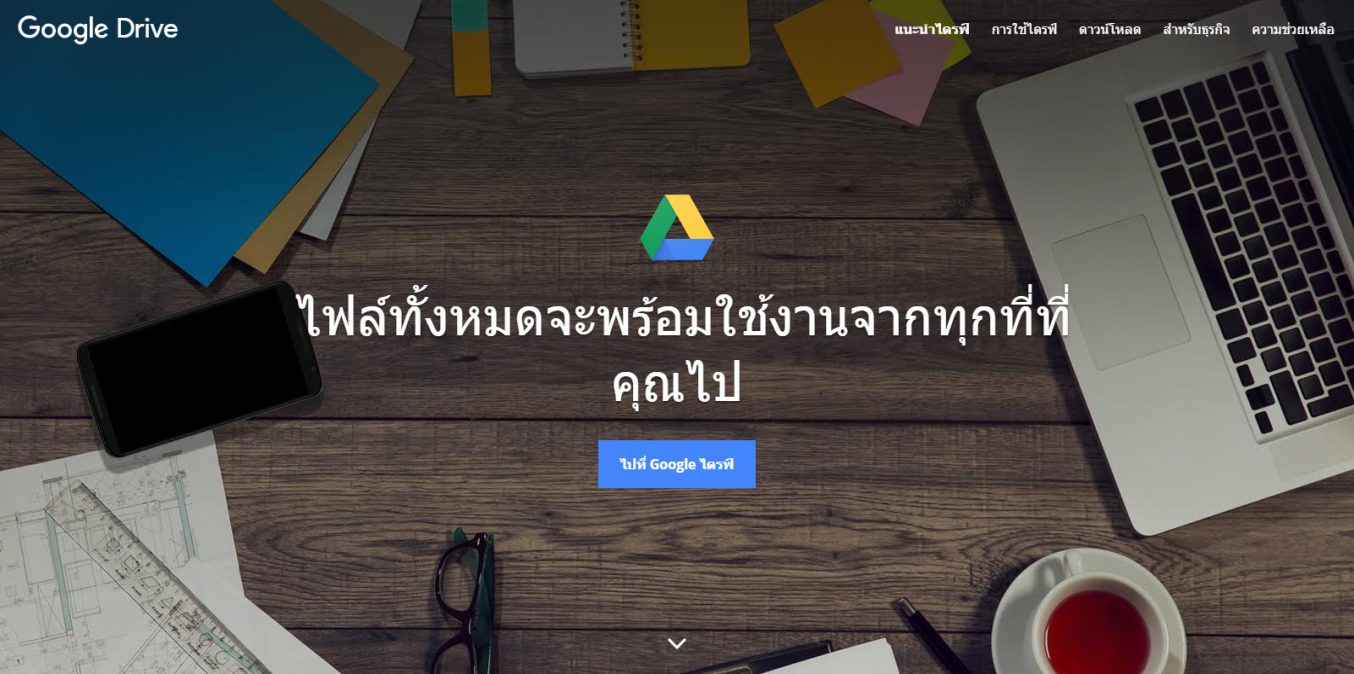 Google Drive
แนะนำไดรฟ์
การใช้ไดรฟ์
ดาวน์โหลด
สำหรับธุรกิจ
ความช่วยเหลือ
ไฟล์ทั้งหมดจะพร้อมใช้งานจากทุกที่ที่
คุณไป
ไปที่ Google ไดรฟ์